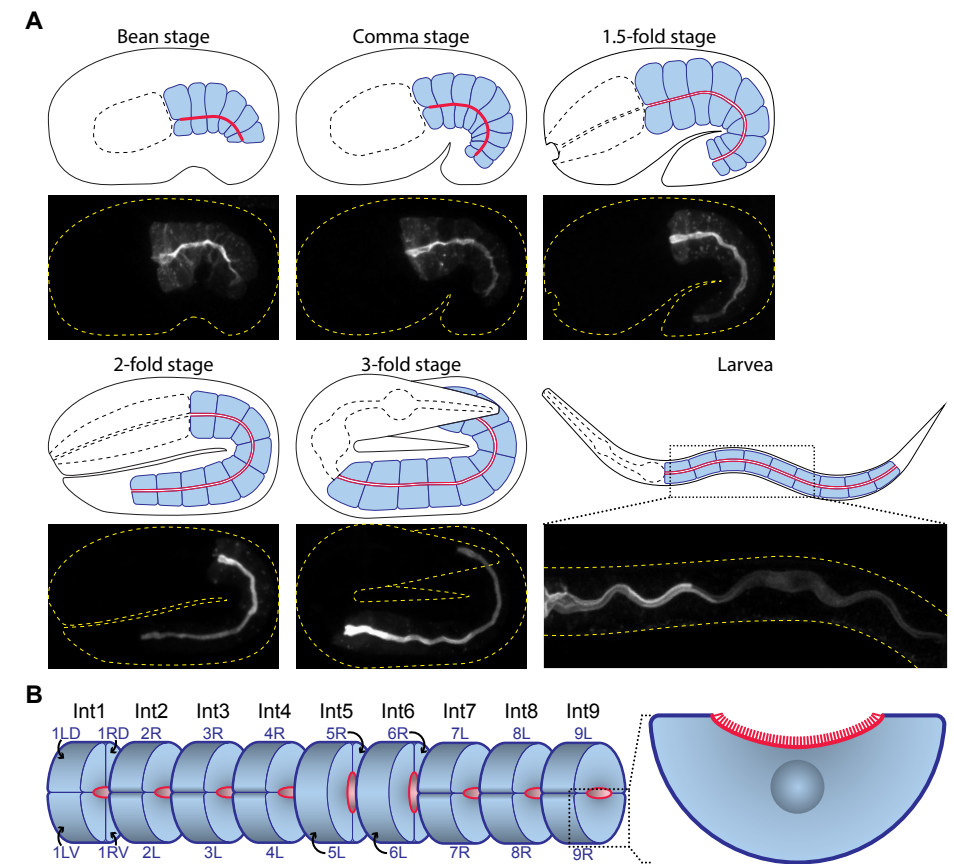 A
Bean stage
Comma stage
1.5-fold stage
2-fold stage
3-fold stage
Larvea
B
Int1 Int2 Int3 Int4 Int5 Int6 Int7 Int8 Int9
1LD 1RD 2R 3R 4R 5R 6R 7L 8L 9L
1LV 1RV 2L 3L 4L 5L 6L 7R 8R 9R